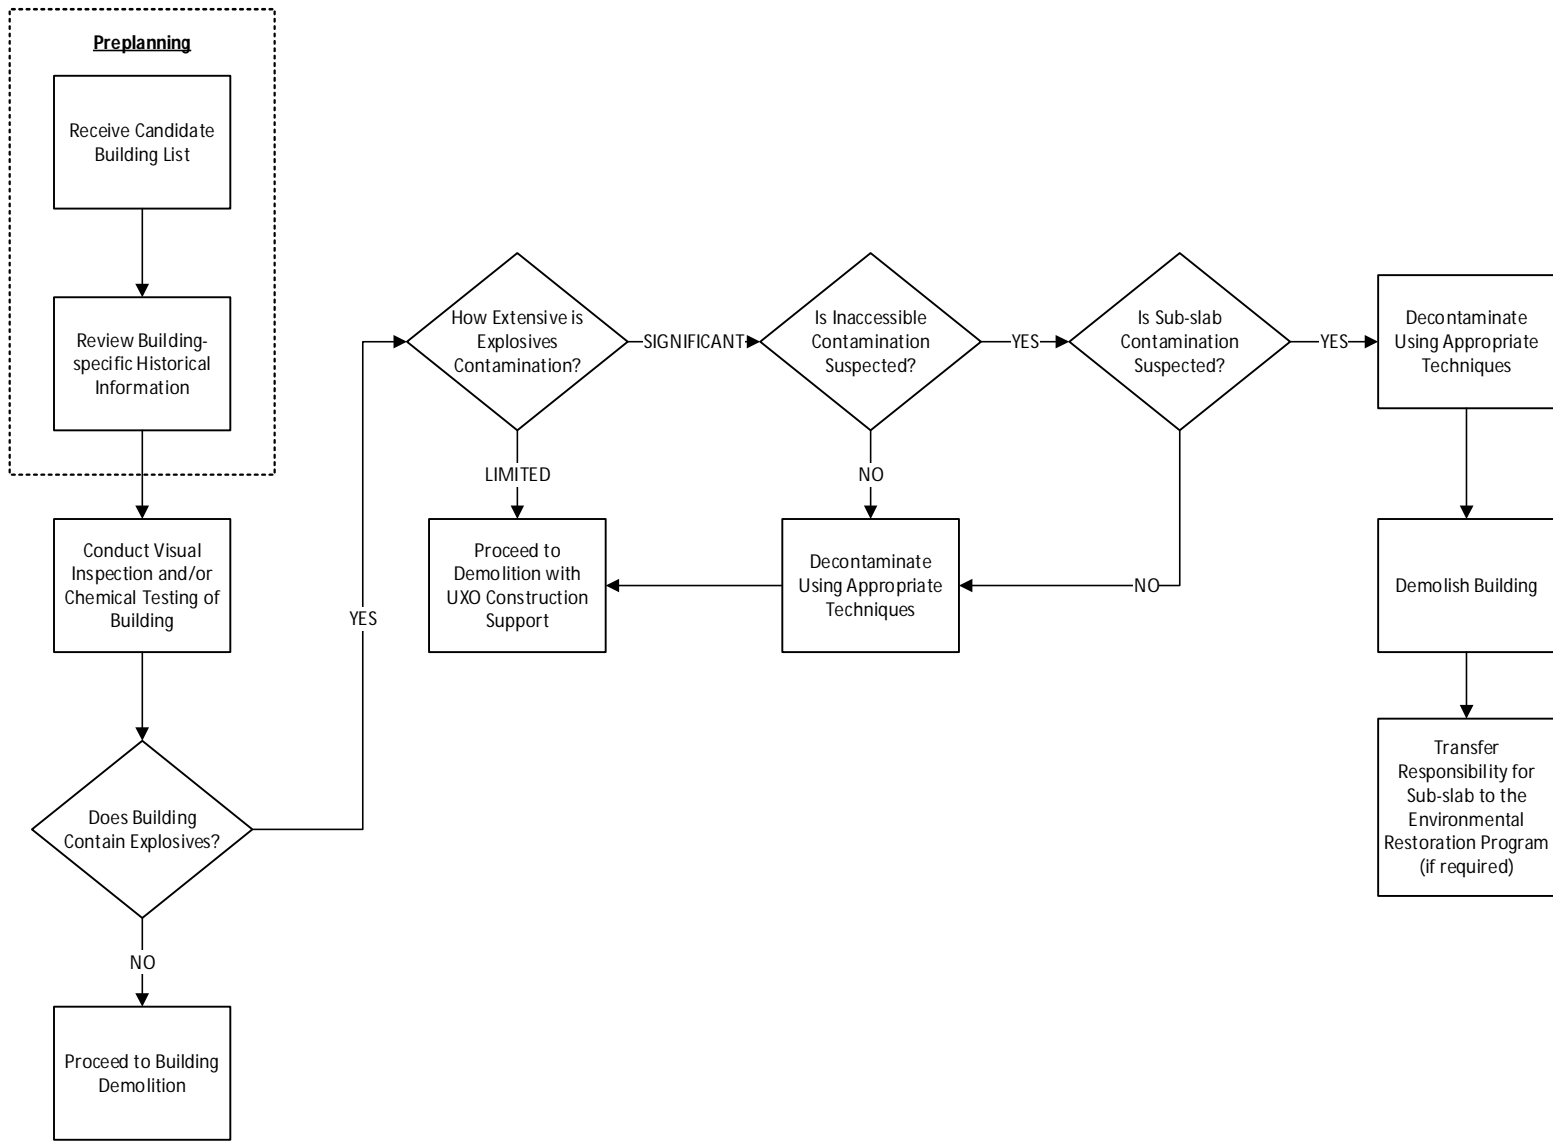 Preplanning
Receive Candidate
Building List
Review Building-
specific Historical
Information
Conduct Visual
Inspection and/or
Chemical Testing of
Building
Does Building
Contain Explosives?
NO
Proceed to Building
Demolition
YES
How Extensive is
Explosives
Contamination?
LIMITED
Proceed to
Demolition with
UXO Construction
Support
SIGNIFICANT
Is Inaccessible
Contamination
Suspected?
NO
Decontaminate
Using Appropriate
Techniques
YES
Is Sub-slab
Contamination
Suspected?
NO
YES
Decontaminate
Using Appropriate
Techniques
Demolish Building
Transfer
Responsibility for
Sub-slab to the
Environmental
Restoration Program
(if required)